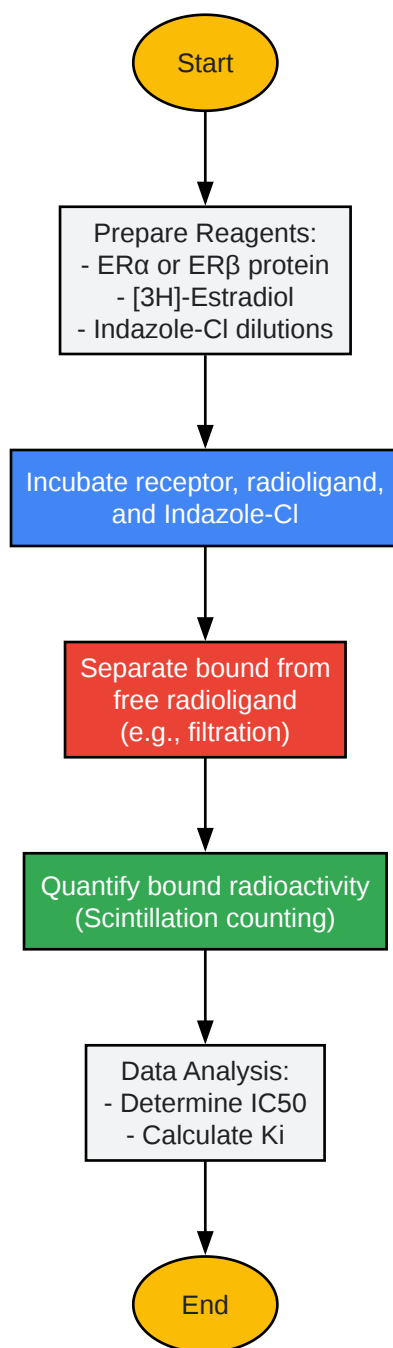 Start
Prepare Reagents:
- ERα or ERβ protein
- [3H]-Estradiol
- Indazole-Cl dilutions
Incubate receptor, radioligand,
and Indazole-Cl
Separate bound from
free radioligand
(e.g., filtration)
Quantify bound radioactivity
(Scintillation counting)
Data Analysis:
- Determine IC50
- Calculate Ki
End